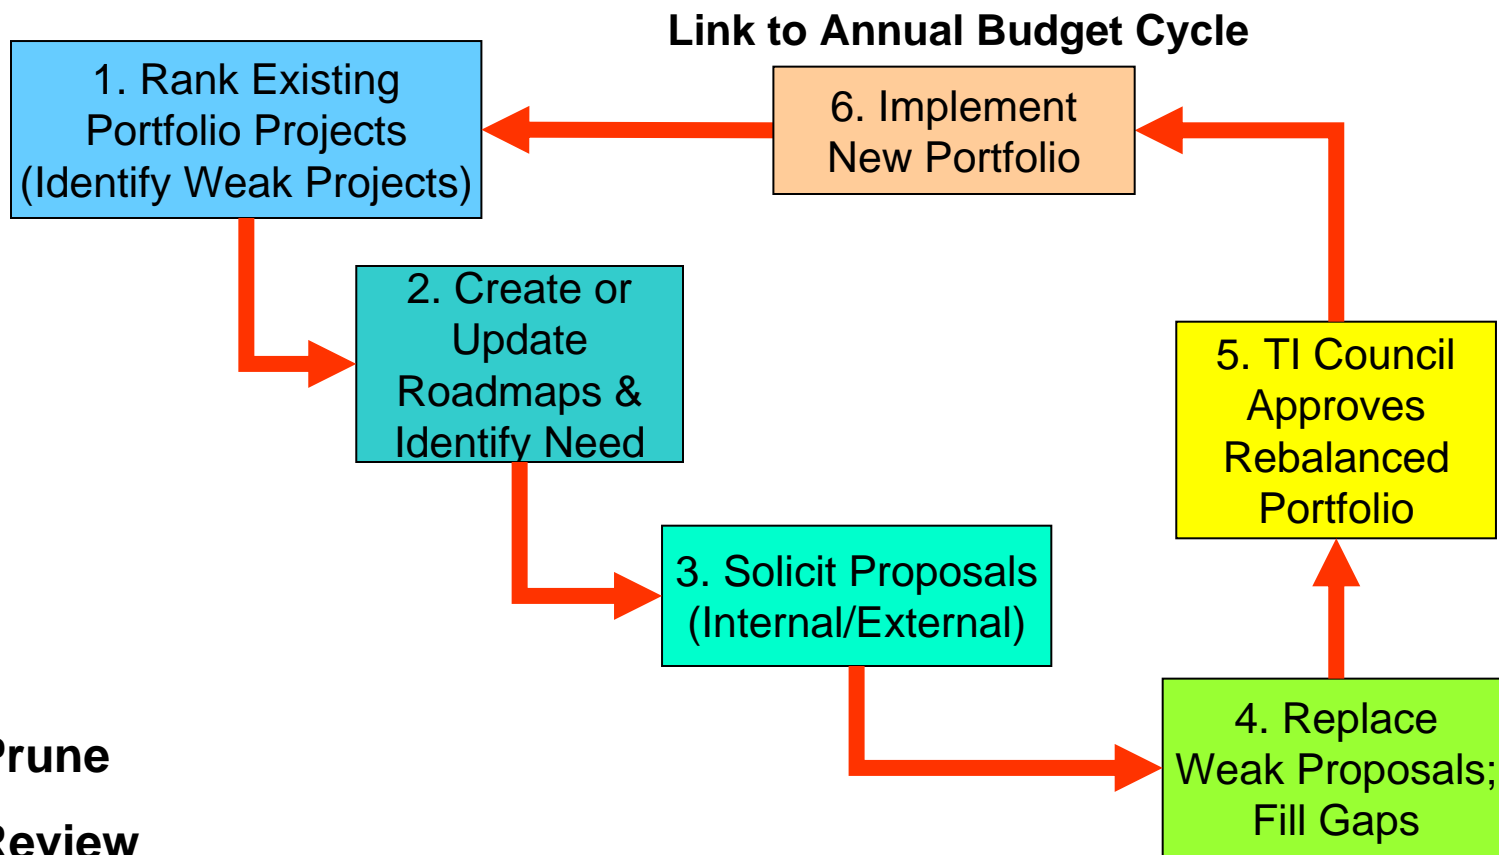 Link to Annual Budget Cycle
1. Rank Existing
Portfolio Projects
(Identify Weak Projects)
6. Implement
New Portfolio
2. Create or
Update
Roadmaps &
Identify Need
5. TI Council
Approves
Rebalanced
Portfolio
3. Solicit Proposals
(Internal/External)
4. Replace
Weak Proposals;
Fill Gaps
Prune
Review